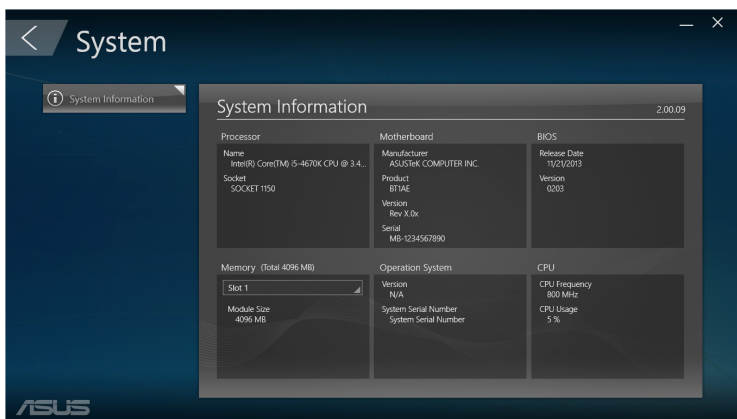 System
System Information
System Information
2.00.09
Processor
Name
Intel(R) Core(TM) i5-4670K CPU @ 3.4...
Socket
SOCKET 1150
Motherboard
Manufacturer
ASUSTeK COMPUTER INC.
Product
BT1AE
Version
Rev X.0x
Serial
MB-1234567890
BIOS
Release Date
11/21/2013
Version
0203
Memory (Total 4096 MB)
Slot 1
Module Size
4096 MB
Operation System
Version
N/A
System Serial Number
System Serial Number
CPU
CPU Frequency
800 MHz
CPU Usage
5 %
ASUS